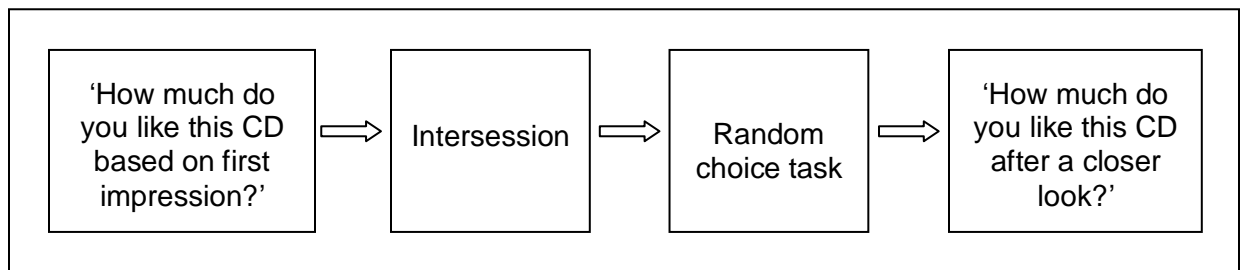 ‘How much do
you like this CD
based on first
impression?’
Intersession
Random
choice task
‘How much do
you like this CD
after a closer
look?’